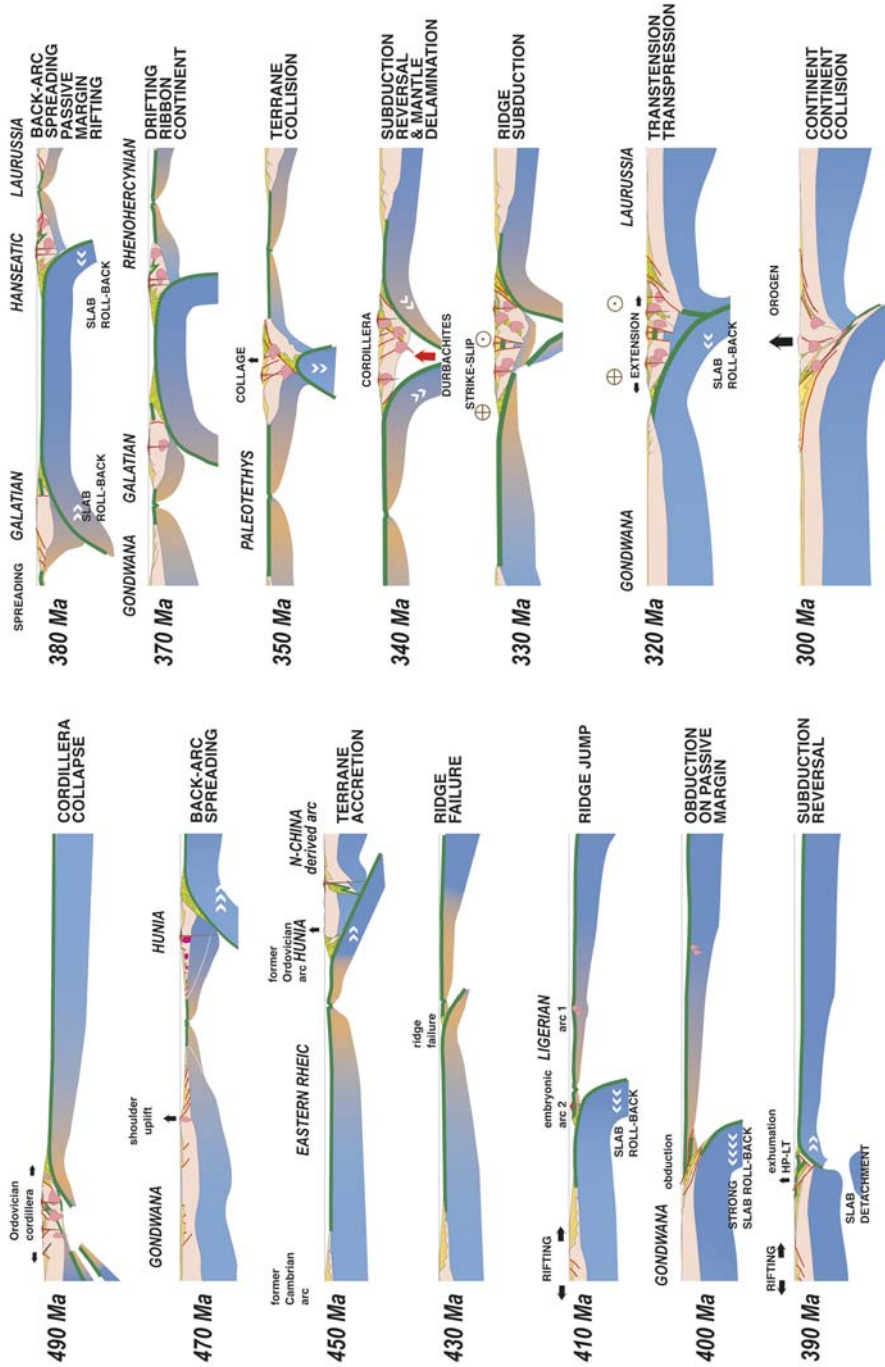 490 Ma
Ordovician
cordillera
CORDILLERA
COLLAPSE
470 Ma
GONDWANA
shoulder
uplift
HUNIA
BACK-ARC
SPREADING
450 Ma
former
Cambrian
arc
EASTERN RHEIC
former
Ordovician
arc HUNIA
N-CHINA
derived arc
TERRANE
ACCRETION
430 Ma
ridge
failure
RIDGE
FAILURE
410 Ma
RIFTING
embryonic
arc 2
LIGERIAN
arc 1
SLAB
ROLL-BACK
RIDGE JUMP
400 Ma
GONDWANA
obduction
STRONG
SLAB ROLL-BACK
OBDUCTION
ON PASSIVE
MARGIN
390 Ma
RIFTING
exhumation
HP-LT
SLAB
DETACHMENT
SUBDUCTION
REVERSAL
380 Ma
SPREADING
GALATIAN
HANSEATIC
LAURUSSIA
SLAB
ROLL-BACK
SLAB
ROLL-BACK
BACK-ARC
SPREADING
PASSIVE
MARGIN
RIFTING
370 Ma
GONDWANA
GALATIAN
RHENOHERCYNIAN
DRIFTING
RIBBON
CONTINENT
350 Ma
PALEOTETHYS
COLLAGE
TERRANE
COLLISION
340 Ma
CORDILLERA
DURBACHITES
SUBDUCTION
REVERSAL
& MANTLE
DELAMINATION
330 Ma
STRIKE-SLIP
RIDGE
SUBDUCTION
320 Ma
GONDWANA
EXTENSION
LAURUSSIA
SLAB
ROLL-BACK
TRANSTENSION
TRANSPRESSION
300 Ma
OROGEN
CONTINENT
CONTINENT
COLLISION